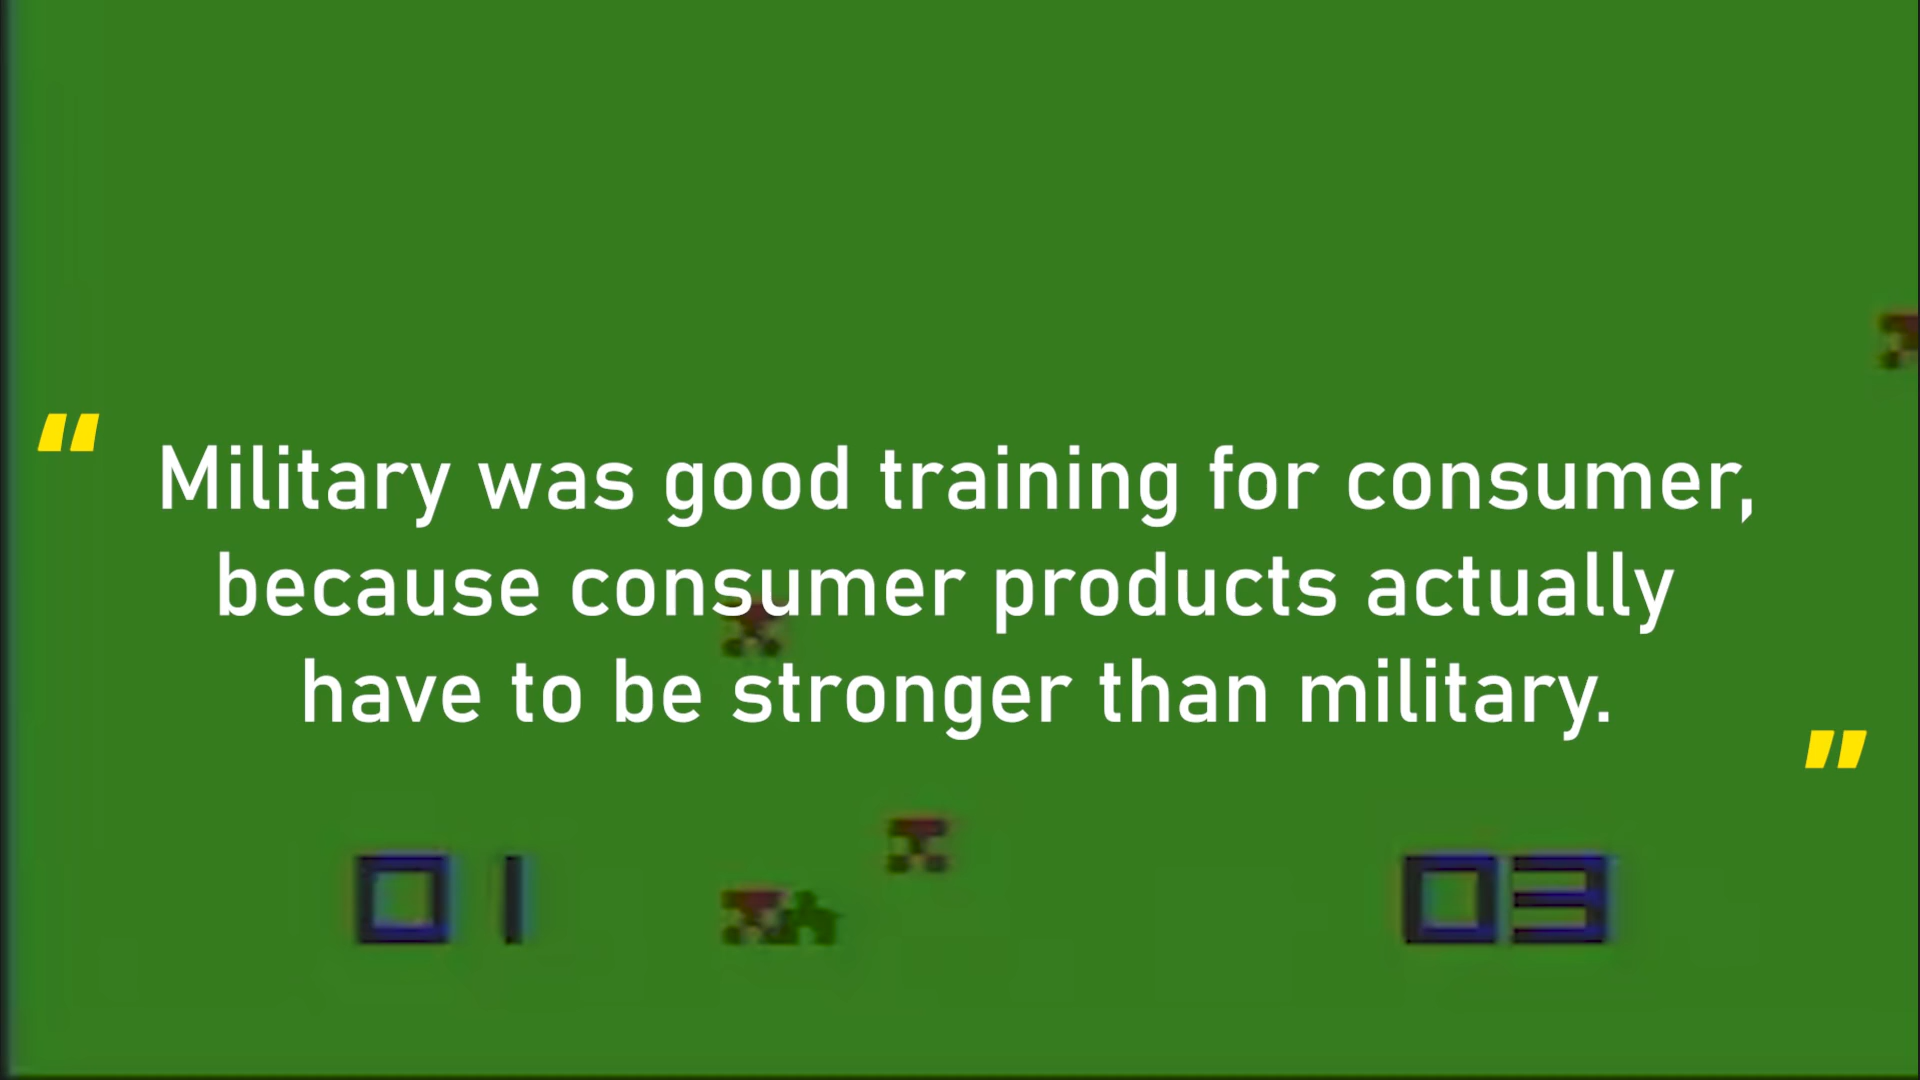 “
Military was good training for consumer,
because consumer products actually
have to be stronger than military.
”
01 03